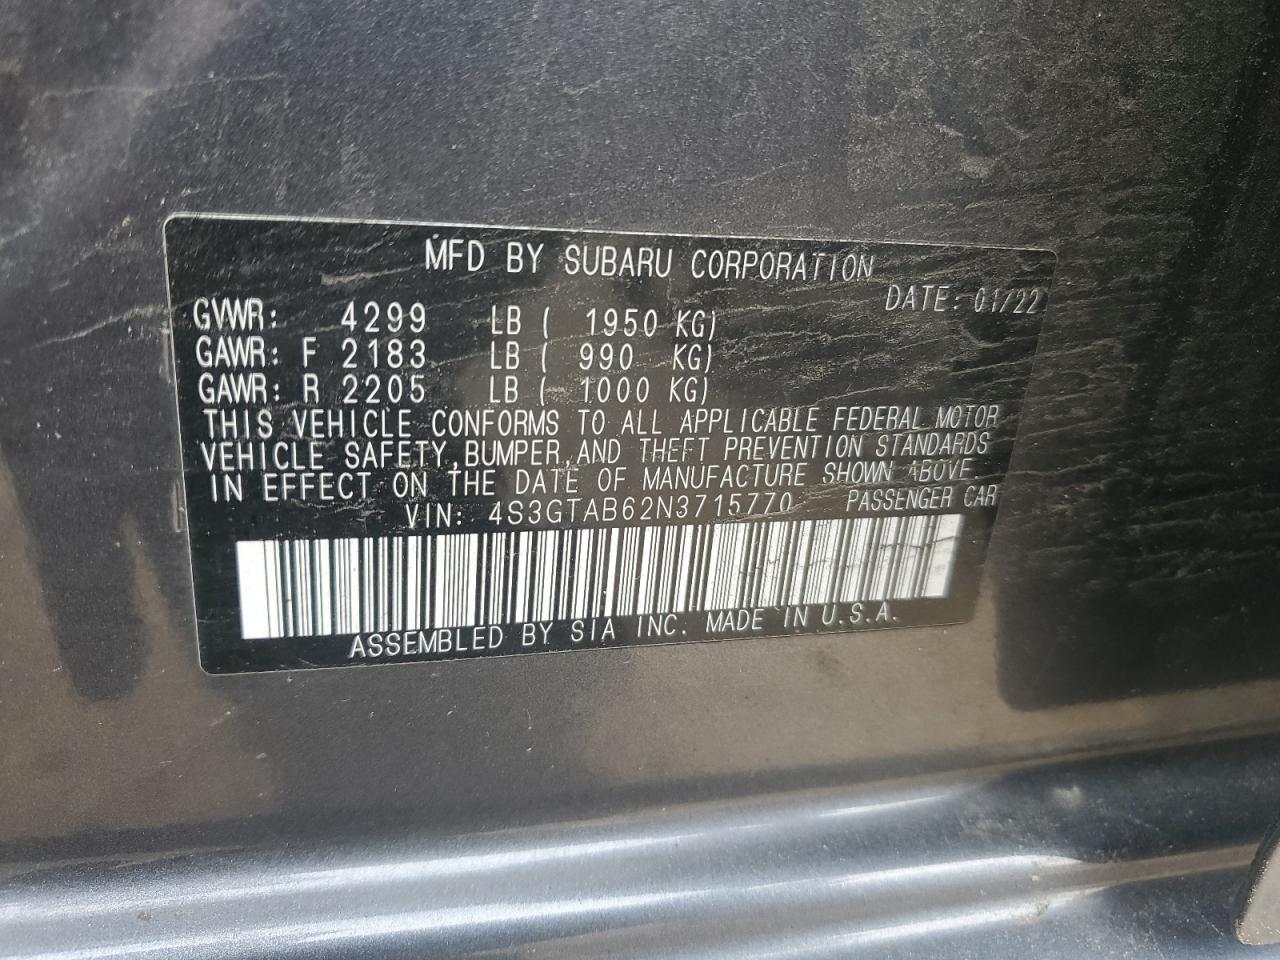 MFD BY SUBARU CORPORATION
DATE: 01/22
GVWR: 4299 LB ( 1950 KG)
GAWR: F 2183 LB ( 990 KG)
GAWR: R 2205 LB ( 1000 KG)
THIS VEHICLE CONFORMS TO ALL APPLICABLE FEDERAL MOTOR
VEHICLE SAFETY, BUMPER, AND THEFT PREVENTION STANDARDS
IN EFFECT ON THE DATE OF MANUFACTURE SHOWN ABOVE
VIN: 4S3GTAB62N3715770 PASSENGER CAR
ASSEMBLED BY SIA INC. MADE IN U.S.A.